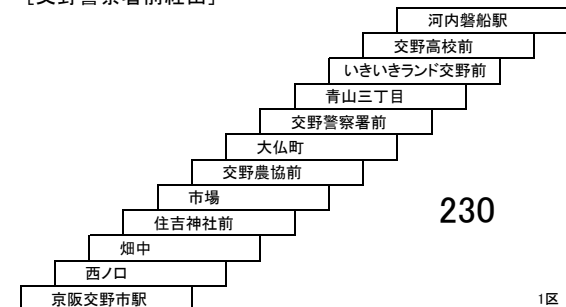 [交野警察署前経由]
河内磐船駅
交野高校前
いきいきランド交野前
青山三丁目
交野警察署前
大仏町
交野農協前
市場
住吉神社前
畑中
西ノ口
京阪交野市駅
230
1区